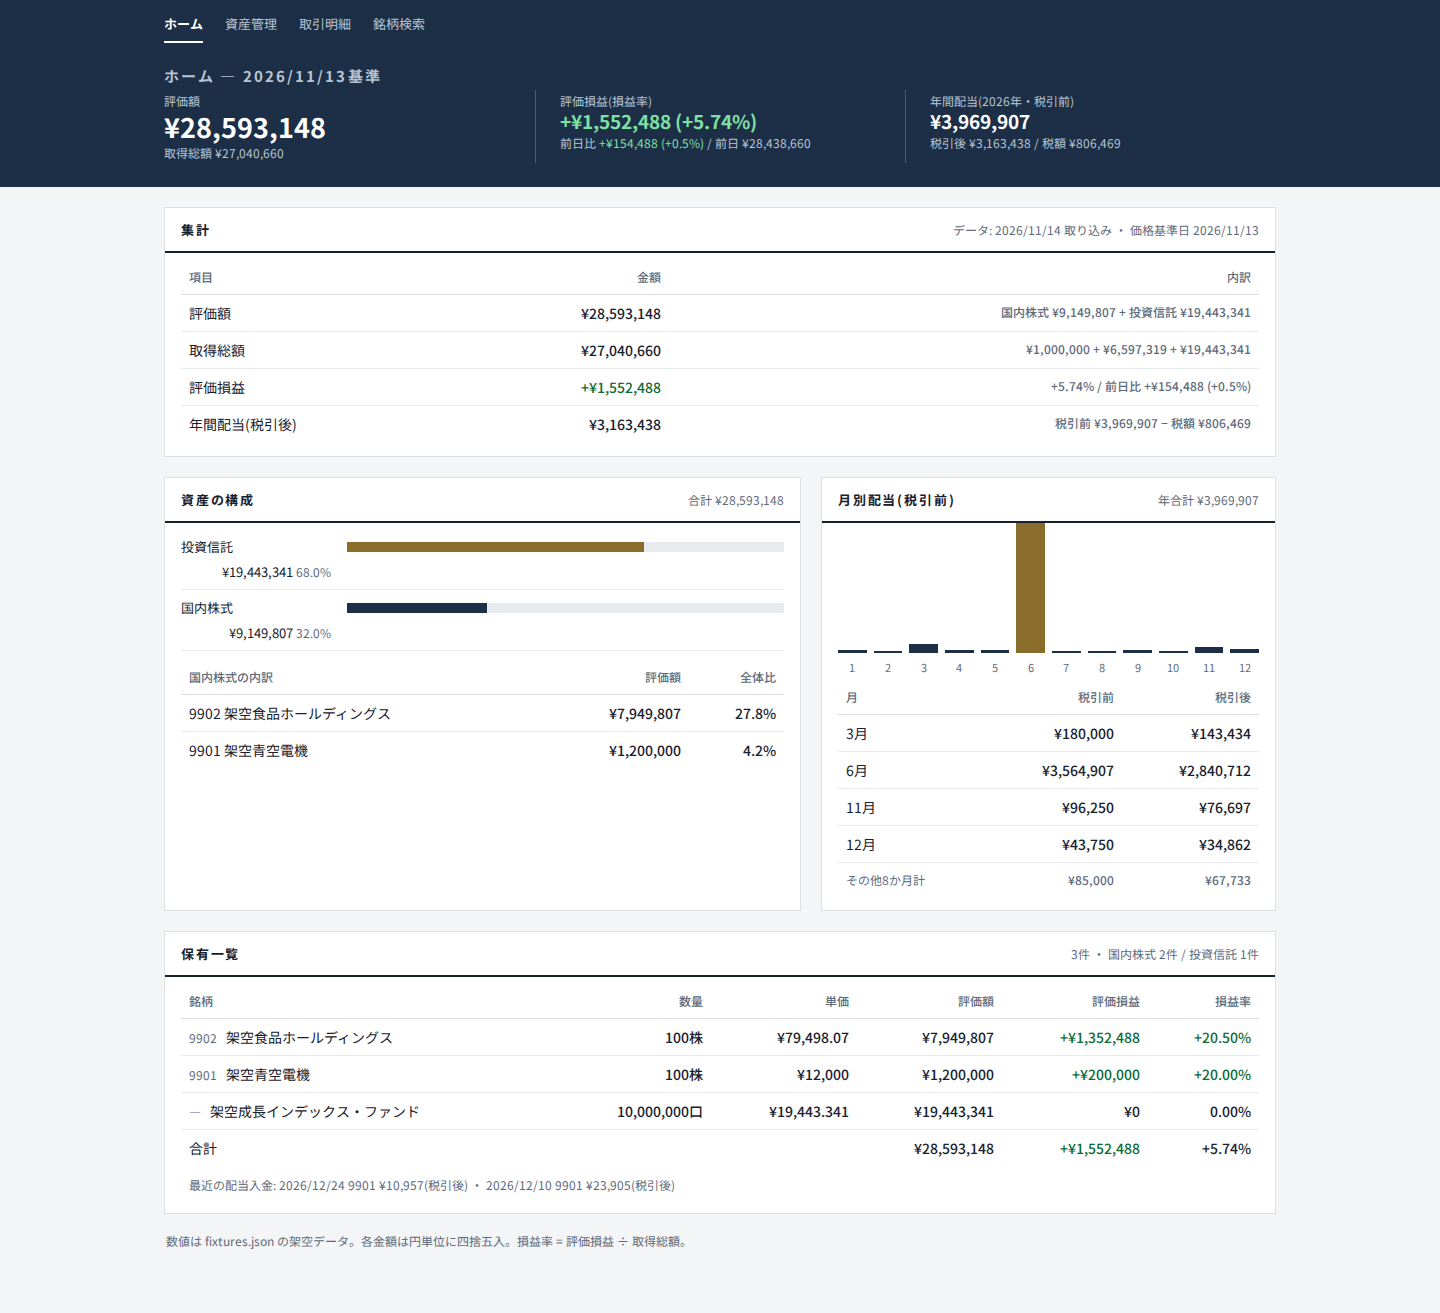 ホーム 資産管理 取引明細 銘柄検索
ホーム — 2026/11/13基準
評価額
¥28,593,148
取得総額 ¥27,040,660
評価損益(損益率)
+¥1,552,488 (+5.74%)
前日比 +¥154,488 (+0.5%) / 前日 ¥28,438,660
年間配当(2026年・税引前)
¥3,969,907
税引後 ¥3,163,438 / 税額 ¥806,469
集計 データ: 2026/11/14 取り込み ・ 価格基準日 2026/11/13
項目 金額 内訳
評価額 ¥28,593,148 国内株式 ¥9,149,807 + 投資信託 ¥19,443,341
取得総額 ¥27,040,660 ¥1,000,000 + ¥6,597,319 + ¥19,443,341
評価損益 +¥1,552,488 +5.74% / 前日比 +¥154,488 (+0.5%)
年間配当(税引後) ¥3,163,438 税引前 ¥3,969,907 − 税額 ¥806,469
資産の構成 合計 ¥28,593,148
投資信託
¥19,443,341 68.0%
国内株式
¥9,149,807 32.0%
国内株式の内訳 評価額 全体比
9902 架空食品ホールディングス ¥7,949,807 27.8%
9901 架空青空電機 ¥1,200,000 4.2%
月別配当(税引前) 年合計 ¥3,969,907
1 2 3 4 5 6 7 8 9 10 11 12
月 税引前 税引後
3月 ¥180,000 ¥143,434
6月 ¥3,564,907 ¥2,840,712
11月 ¥96,250 ¥76,697
12月 ¥43,750 ¥34,862
その他8か月計 ¥85,000 ¥67,733
保有一覧 3件 ・ 国内株式 2件 / 投資信託 1件
銘柄 数量 単価 評価額 評価損益 損益率
9902 架空食品ホールディングス 100株 ¥79,498.07 ¥7,949,807 +¥1,352,488 +20.50%
9901 架空青空電機 100株 ¥12,000 ¥1,200,000 +¥200,000 +20.00%
— 架空成長インデックス・ファンド 10,000,000口 ¥19,443.341 ¥19,443,341 ¥0 0.00%
合計 ¥28,593,148 +¥1,552,488 +5.74%
最近の配当入金: 2026/12/24 9901 ¥10,957(税引後) ・ 2026/12/10 9901 ¥23,905(税引後)
数値は fixtures.json の架空データ。各金額は円単位に四捨五入。損益率 = 評価損益 ÷ 取得総額。